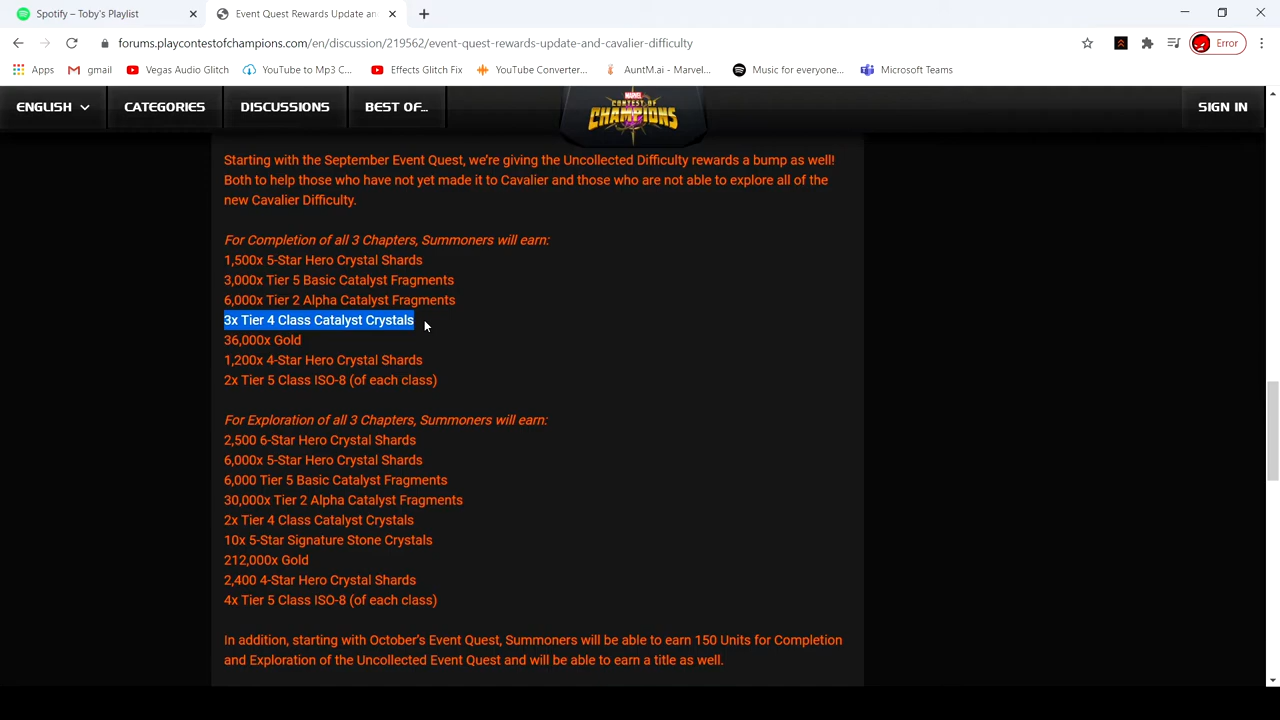 Spotify – Toby's Playlist
Event Quest Rewards Update an
forums.playcontestofchampions.com/en/discussion/219562/event-quest-rewards-update-and-cavalier-difficulty
Error
Apps
gmail
Vegas Audio Glitch
YouTube to Mp3 C...
Effects Glitch Fix
YouTube Converter...
AuntM.ai - Marvel...
Music for everyone...
Microsoft Teams
ENGLISH
CATEGORIES
DISCUSSIONS
BEST OF...
MARVEL
CONTEST OF
CHAMPIONS
SIGN IN
Starting with the September Event Quest, we're giving the Uncollected Difficulty rewards a bump as well!
Both to help those who have not yet made it to Cavalier and those who are not able to explore all of the
new Cavalier Difficulty.
For Completion of all 3 Chapters, Summoners will earn:
1,500x 5-Star Hero Crystal Shards
3,000x Tier 5 Basic Catalyst Fragments
6,000x Tier 2 Alpha Catalyst Fragments
3x Tier 4 Class Catalyst Crystals
36,000x Gold
1,200x 4-Star Hero Crystal Shards
2x Tier 5 Class ISO-8 (of each class)
For Exploration of all 3 Chapters, Summoners will earn:
2,500 6-Star Hero Crystal Shards
6,000x 5-Star Hero Crystal Shards
6,000 Tier 5 Basic Catalyst Fragments
30,000x Tier 2 Alpha Catalyst Fragments
2x Tier 4 Class Catalyst Crystals
10x 5-Star Signature Stone Crystals
212,000x Gold
2,400 4-Star Hero Crystal Shards
4x Tier 5 Class ISO-8 (of each class)
In addition, starting with October's Event Quest, Summoners will be able to earn 150 Units for Completion
and Exploration of the Uncollected Event Quest and will be able to earn a title as well.